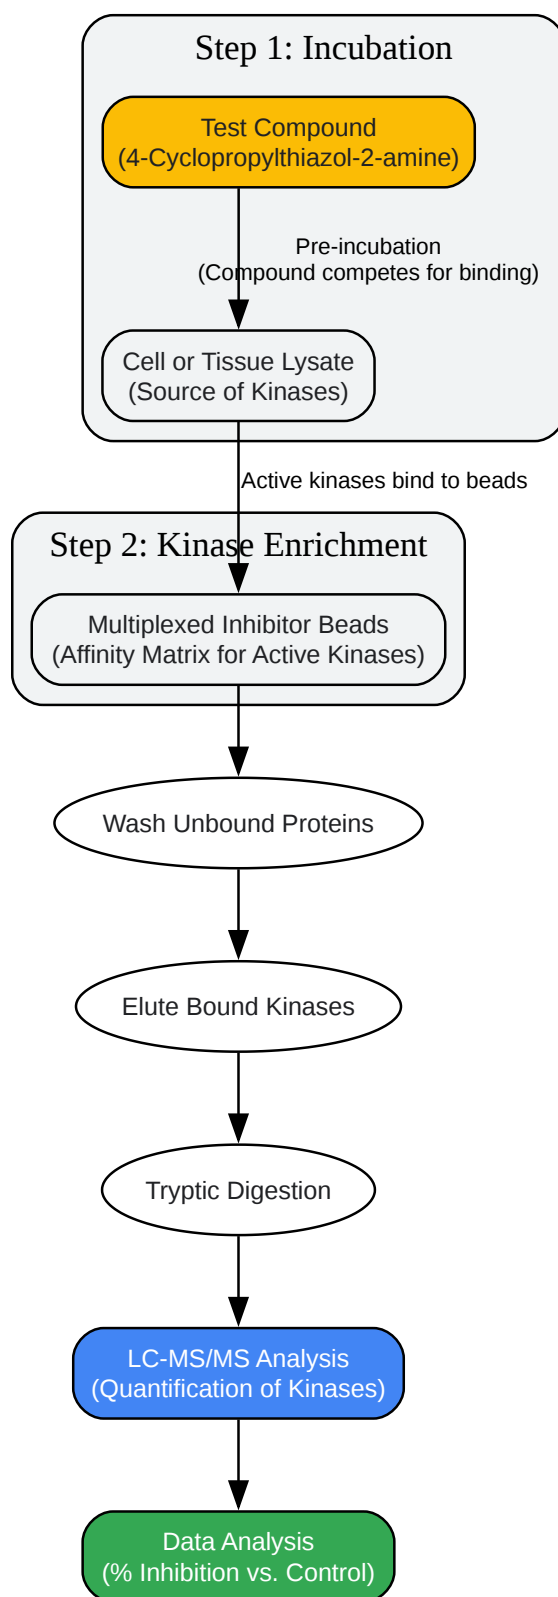 Step 1: Incubation
Test Compound
(4-Cyclopropylthiazol-2-amine)
Pre-incubation
(Compound competes for binding)
Cell or Tissue Lysate
(Source of Kinases)
Active kinases bind to beads
Step 2: Kinase Enrichment
Multiplexed Inhibitor Beads
(Affinity Matrix for Active Kinases)
Wash Unbound Proteins
Elute Bound Kinases
Tryptic Digestion
LC-MS/MS Analysis
(Quantification of Kinases)
Data Analysis
(% Inhibition vs. Control)